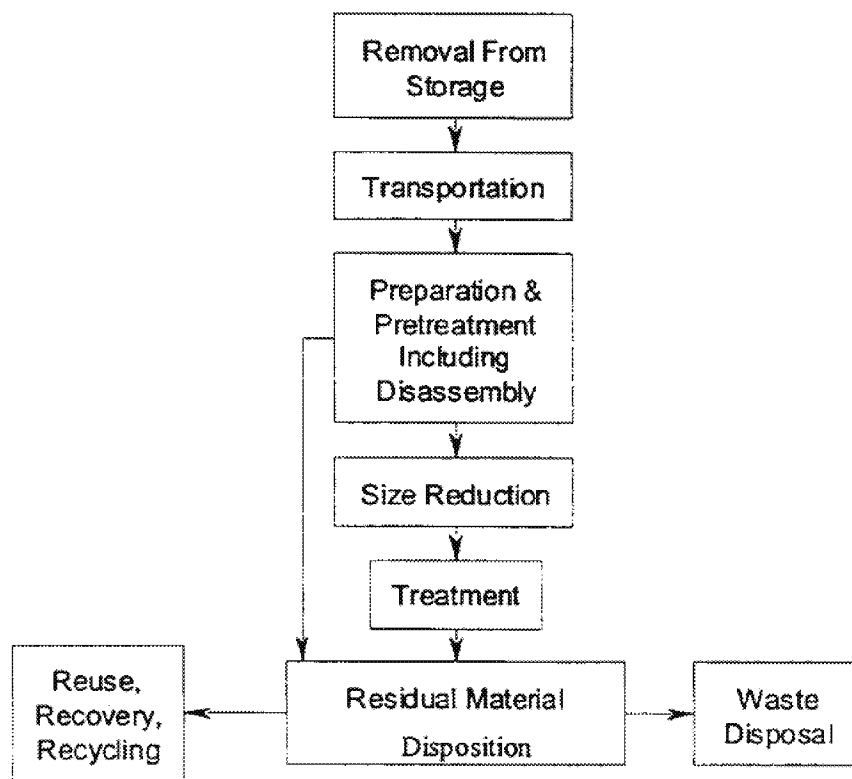 Removal From
Storage
Transportation
Preparation &
Pretreatment
Including
Disassembly
Size Reduction
Treatment
Residual Material
Disposition
Reuse,
Recovery,
Recycling
Waste
Disposal